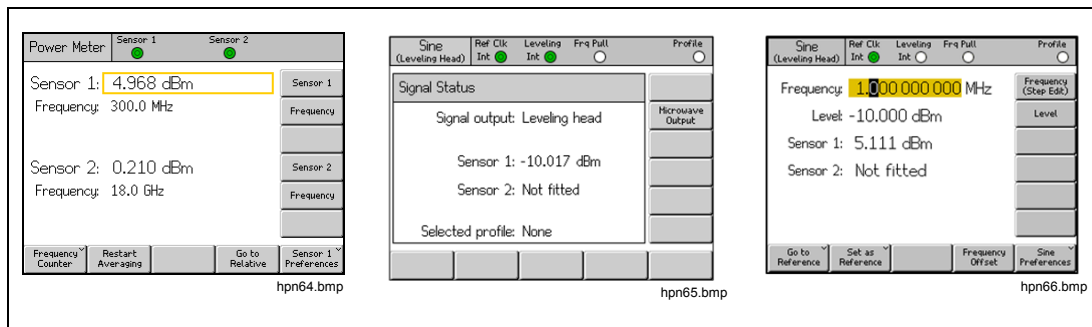 Power Meter
Sensor 1
Sensor 2
Sensor 1: 4.968 dBm
Sensor 1
Frequency: 300.0 MHz
Frequency
Sensor 2: 0.210 dBm
Sensor 2
Frequency: 18.0 GHz
Frequency
Frequency Counter
Restart Averaging
Go to Relative
Sensor 1 Preferences
hpn64.bmp
Sine (Leveling Head)
Ref Clk Int
Leveling Int
Frq Pull
Profile
Signal Status
Signal output: Leveling head
Microwave Output
Sensor 1: -10.017 dBm
Sensor 2: Not fitted
Selected profile: None
hpn65.bmp
Sine (Leveling Head)
Ref Clk Int
Leveling Int
Frq Pull
Profile
Frequency: 1.000 000 000 MHz
Frequency (Step Edit)
Level: -10.000 dBm
Level
Sensor 1: 5.111 dBm
Sensor 2: Not fitted
Go to Reference
Set as Reference
Frequency Offset
Sine Preferences
hpn66.bmp